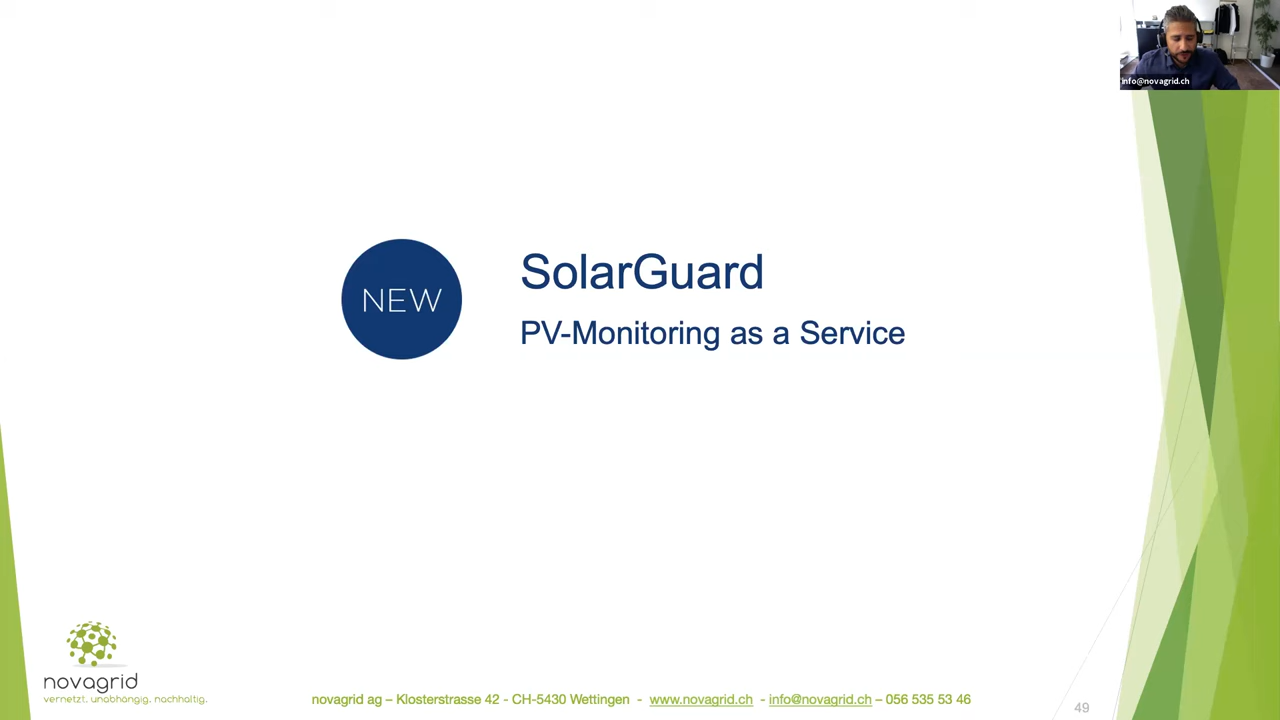 info@novagrid.ch
NEW
SolarGuard
PV-Monitoring as a Service
novagrid
vernetzt. unabhängig. nachhaltig.
novagrid ag – Klosterstrasse 42 - CH-5430 Wettingen - www.novagrid.ch - info@novagrid.ch – 056 535 53 46
49